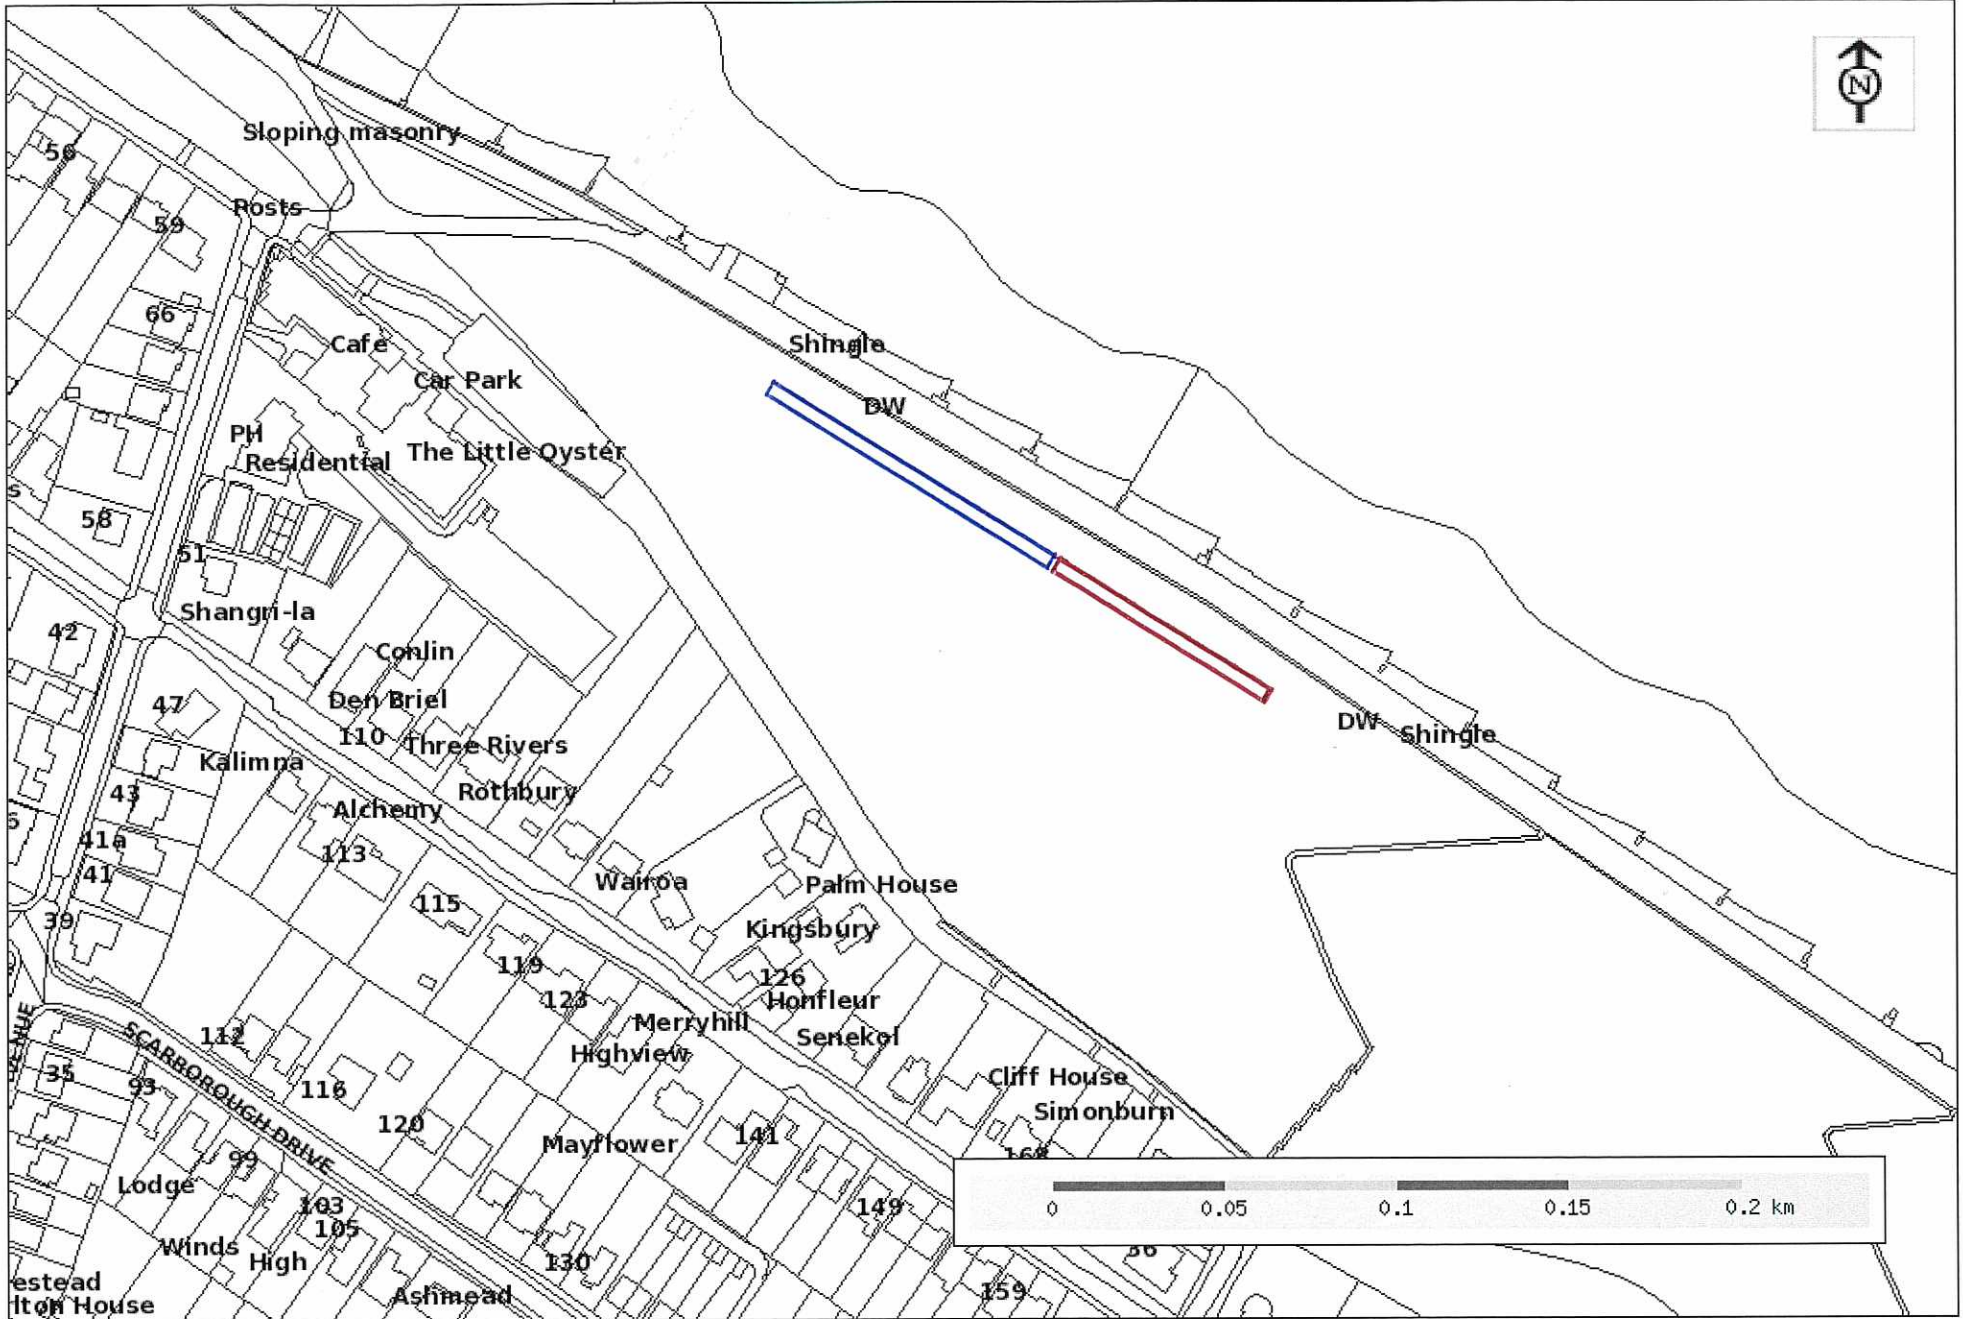 N
Sloping masonry
56
Posts
59
66
Shingle
Cafe
Car Park
DW
PH
The Little Oyster
Residential
s
58
51
Shangri-la
42
Conlin
Den Briel
47
110
Three Rivers
DW
Shingle
Kalimna
Rothbury
43
Alchemy
41a
113
41
Wairoa
Palm House
115
39
Kingsbury
119
126
123
Honfleur
Merryhill
Senekol
112
SCARBOROUGH DRIVE
Highview
35
93
116
Cliff House
Simonburn
120
141
Mayflower
168
99
Lodge
103
149
0 0.05 0.1 0.15 0.2 km
105
Winds
High
130
36
estead
159
Ashmead
lton House